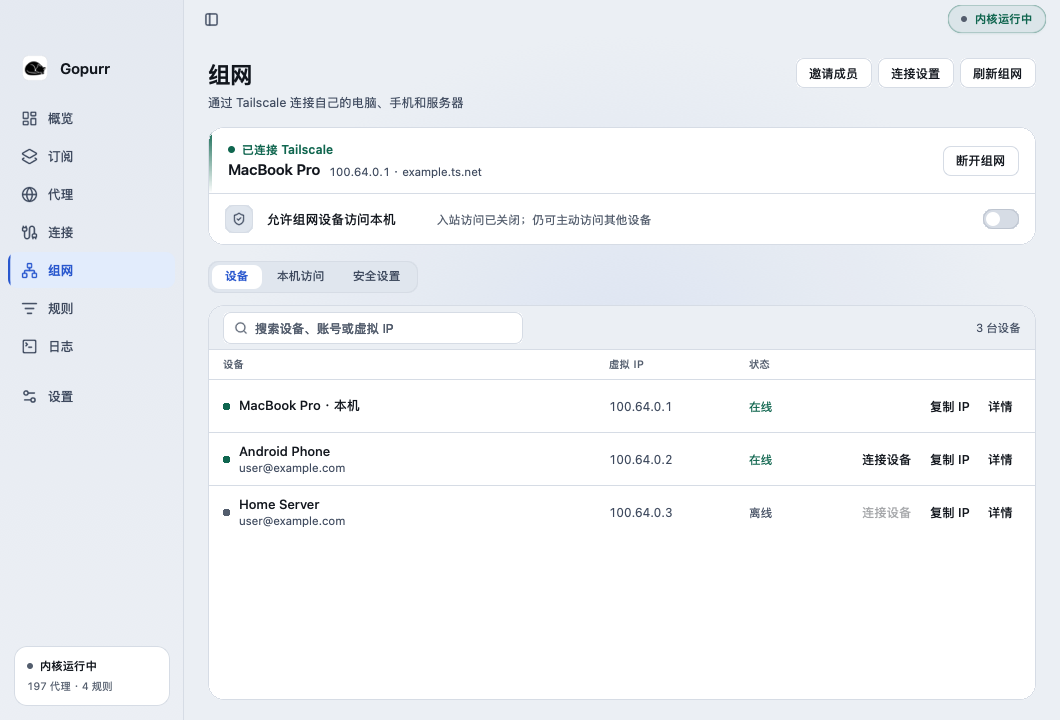 内核运行中
Gopurr
概览
订阅
代理
连接
组网
规则
日志
设置
内核运行中
197 代理 · 4 规则
组网
通过 Tailscale 连接自己的电脑、手机和服务器
邀请成员 连接设置 刷新组网
已连接 Tailscale
MacBook Pro 100.64.0.1 · example.ts.net
断开组网
允许组网设备访问本机 入站访问已关闭；仍可主动访问其他设备
设备 本机访问 安全设置
搜索设备、账号或虚拟 IP
3 台设备
设备 虚拟 IP 状态
MacBook Pro · 本机 100.64.0.1 在线 复制 IP 详情
Android Phone
user@example.com
100.64.0.2 在线 连接设备 复制 IP 详情
Home Server
user@example.com
100.64.0.3 离线 连接设备 复制 IP 详情